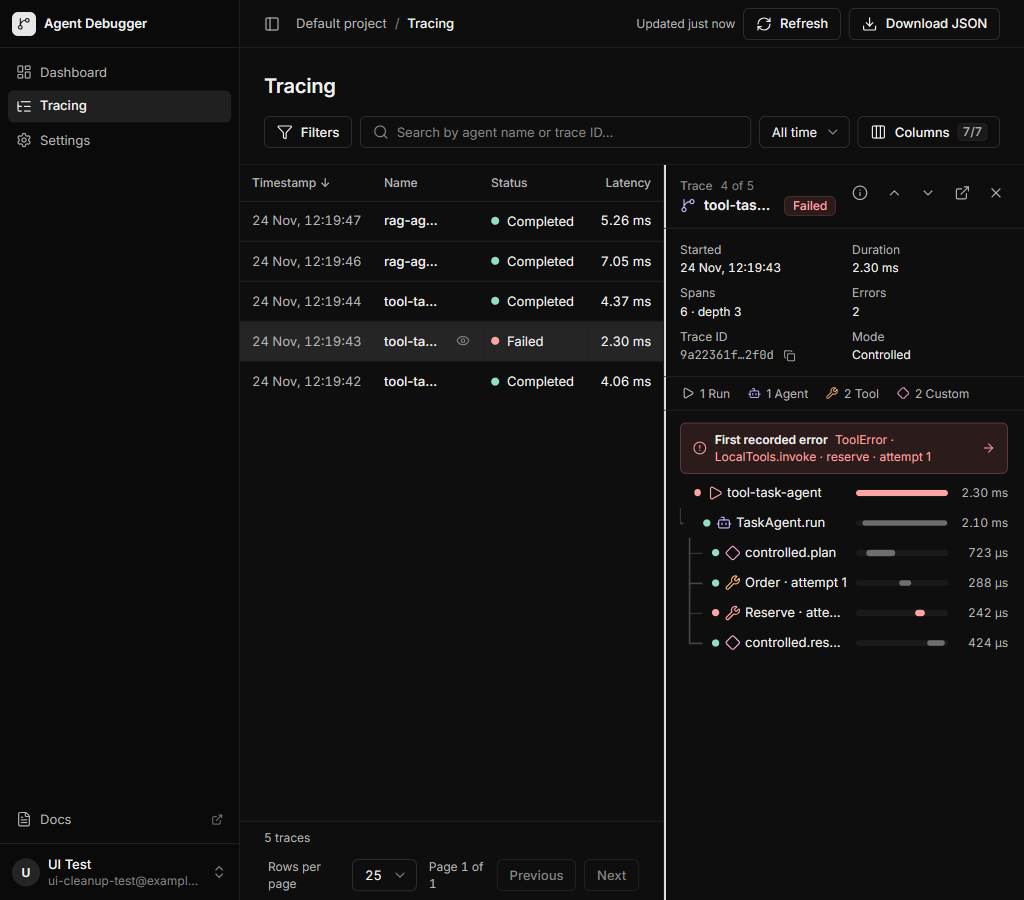 Agent Debugger
Default project / Tracing
Updated just now
Refresh
Download JSON
Dashboard
Tracing
Settings
Tracing
Filters
Search by agent name or trace ID...
All time
Columns 7/7
Timestamp Name Status Latency
24 Nov, 12:19:47 rag-ag... Completed 5.26 ms
24 Nov, 12:19:46 rag-ag... Completed 7.05 ms
24 Nov, 12:19:44 tool-ta... Completed 4.37 ms
24 Nov, 12:19:43 tool-ta... Failed 2.30 ms
24 Nov, 12:19:42 tool-ta... Completed 4.06 ms
Trace 4 of 5
tool-tas... Failed
Started Duration
24 Nov, 12:19:43 2.30 ms
Spans Errors
6 · depth 3 2
Trace ID Mode
9a22361f…2f0d Controlled
1 Run 1 Agent 2 Tool 2 Custom
First recorded error ToolError ·
LocalTools.invoke · reserve · attempt 1
tool-task-agent 2.30 ms
TaskAgent.run 2.10 ms
controlled.plan 723 µs
Order · attempt 1 288 µs
Reserve · atte... 242 µs
controlled.res... 424 µs
Docs
UI Test
ui-cleanup-test@exampl...
U
5 traces
Rows per
page
25
Page 1 of
1
Previous
Next